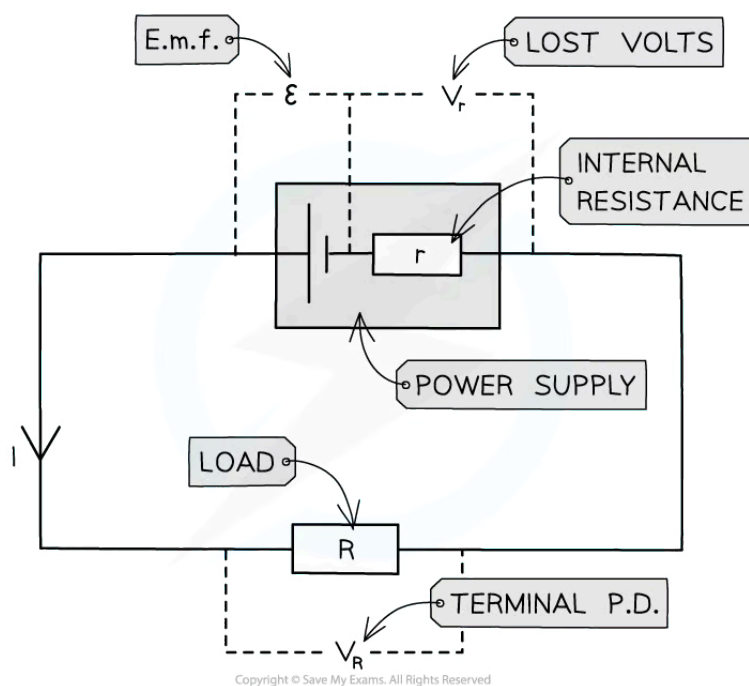 E.m.f.
LOST VOLTS
ε
Vr
INTERNAL
RESISTANCE
r
POWER SUPPLY
I
LOAD
R
TERMINAL P.D.
VR
Copyright © Save My Exams. All Rights Reserved